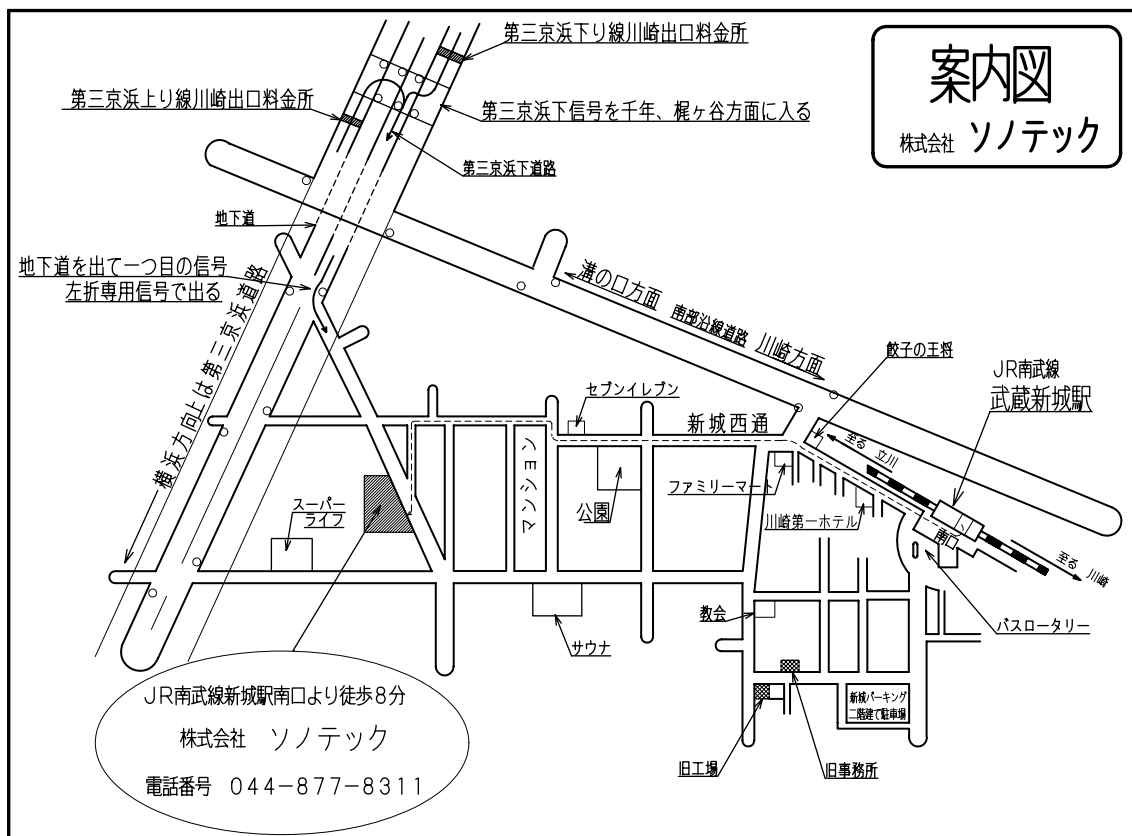 案内図
株式会社 ソノテック
第三京浜下り線川崎出口料金所
第三京浜上り線川崎出口料金所
第三京浜下信号を千年、梶ヶ谷方面に入る
第三京浜下道路
地下道
地下道を出て一つ目の信号
左折専用信号で出る
横浜方向上は第三京浜道路
溝の口方面 南部沿線道路 川崎方面
餃子の王将
JR南武線
武蔵新城駅
セブンイレブン
新城西通
至る 立川
マンション
公園
ファミリーマート
川崎第一ホテル
南口
至る 川崎
スーパー
ライフ
教会
バスロータリー
サウナ
新城パーキング
二階建て駐車場
旧工場
旧事務所
JR南武線新城駅南口より徒歩8分
株式会社 ソノテック
電話番号 044-877-8311